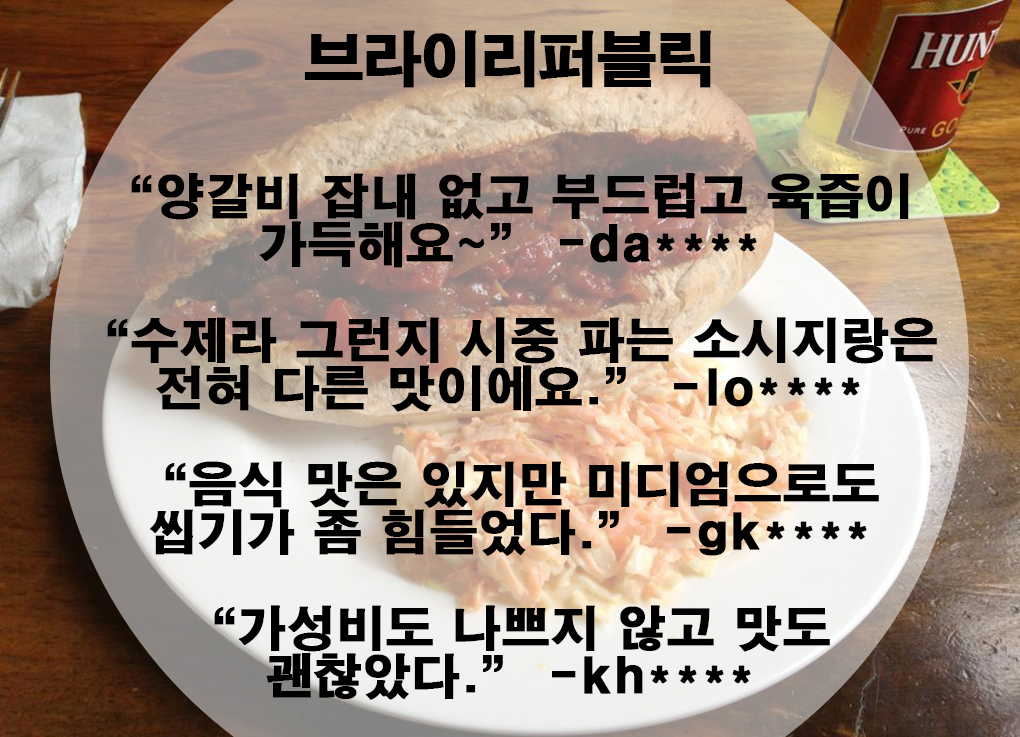 브라이리퍼블릭
HUN
PURE GO
“양갈비 잡내 없고 부드럽고 육즙이
가득해요~” -da****
“수제라 그런지 시중 파는 소시지랑은
전혀 다른 맛이에요.” -lo****
“음식 맛은 있지만 미디엄으로도
씹기가 좀 힘들었다.” -gk****
“가성비도 나쁘지 않고 맛도
괜찮았다.” -kh****